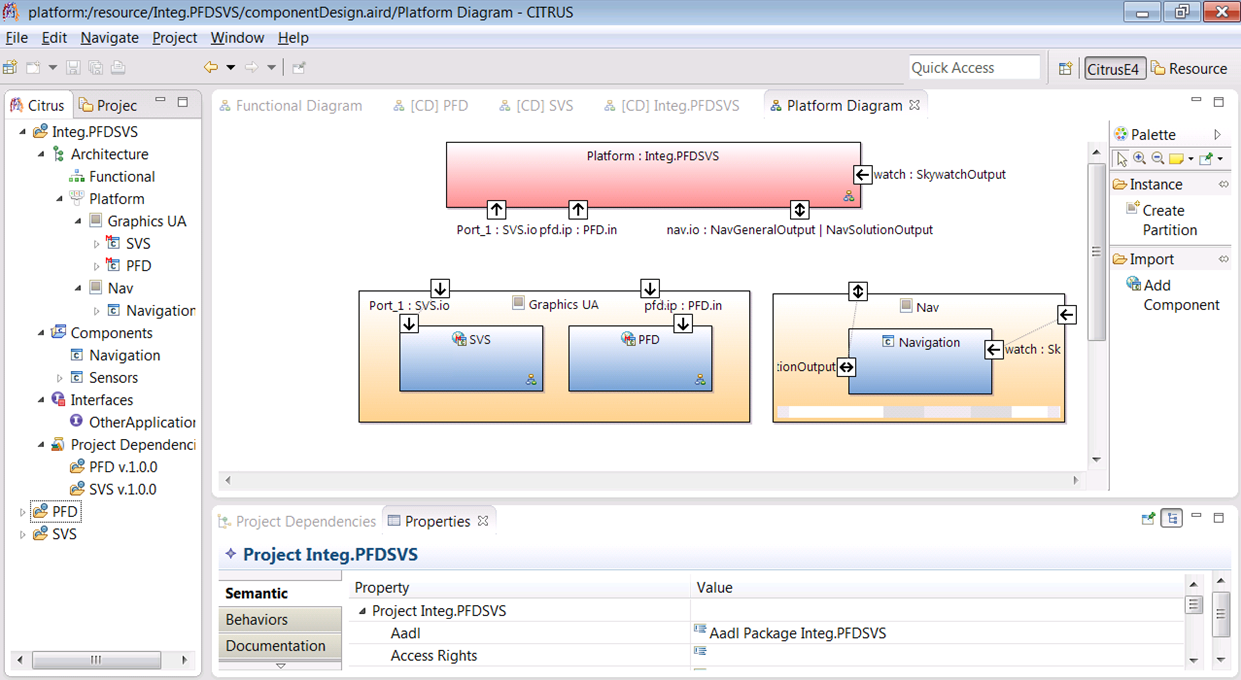 platform:/resource/Integ.PFDSVS/componentDesign.aird/Platform Diagram - CITRUS
File Edit Navigate Project Window Help
Quick Access
CitrusE4
Resource
Citrus
Projec
Integ.PFDSVS
Architecture
Functional
Platform
Graphics UA
SVS
PFD
Nav
Navigation
Components
Navigation
Sensors
Interfaces
OtherApplication
Project Dependenci
PFD v.1.0.0
SVS v.1.0.0
PFD
SVS
Functional Diagram
[CD] PFD
[CD] SVS
[CD] Integ.PFDSVS
Platform Diagram
Platform : Integ.PFDSVS
watch : SkywatchOutput
Port_1 : SVS.io
pfd.ip : PFD.in
nav.io : NavGeneralOutput | NavSolutionOutput
Port_1 : SVS.io
Graphics UA
pfd.ip : PFD.in
SVS
PFD
Nav
Navigation
watch : Sk
:ionOutput
Palette
Instance
Create
Partition
Import
Add
Component
Project Dependencies
Properties
Project Integ.PFDSVS
Semantic
Behaviors
Documentation
Property Value
Project Integ.PFDSVS
Aadl Aadl Package Integ.PFDSVS
Access Rights